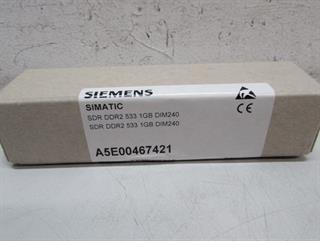 SIEMENS
SIMATIC
SDR DDR2 533 1GB DIM240
SDR DDR2 533 1GB DIM240
A5E00467421
CE